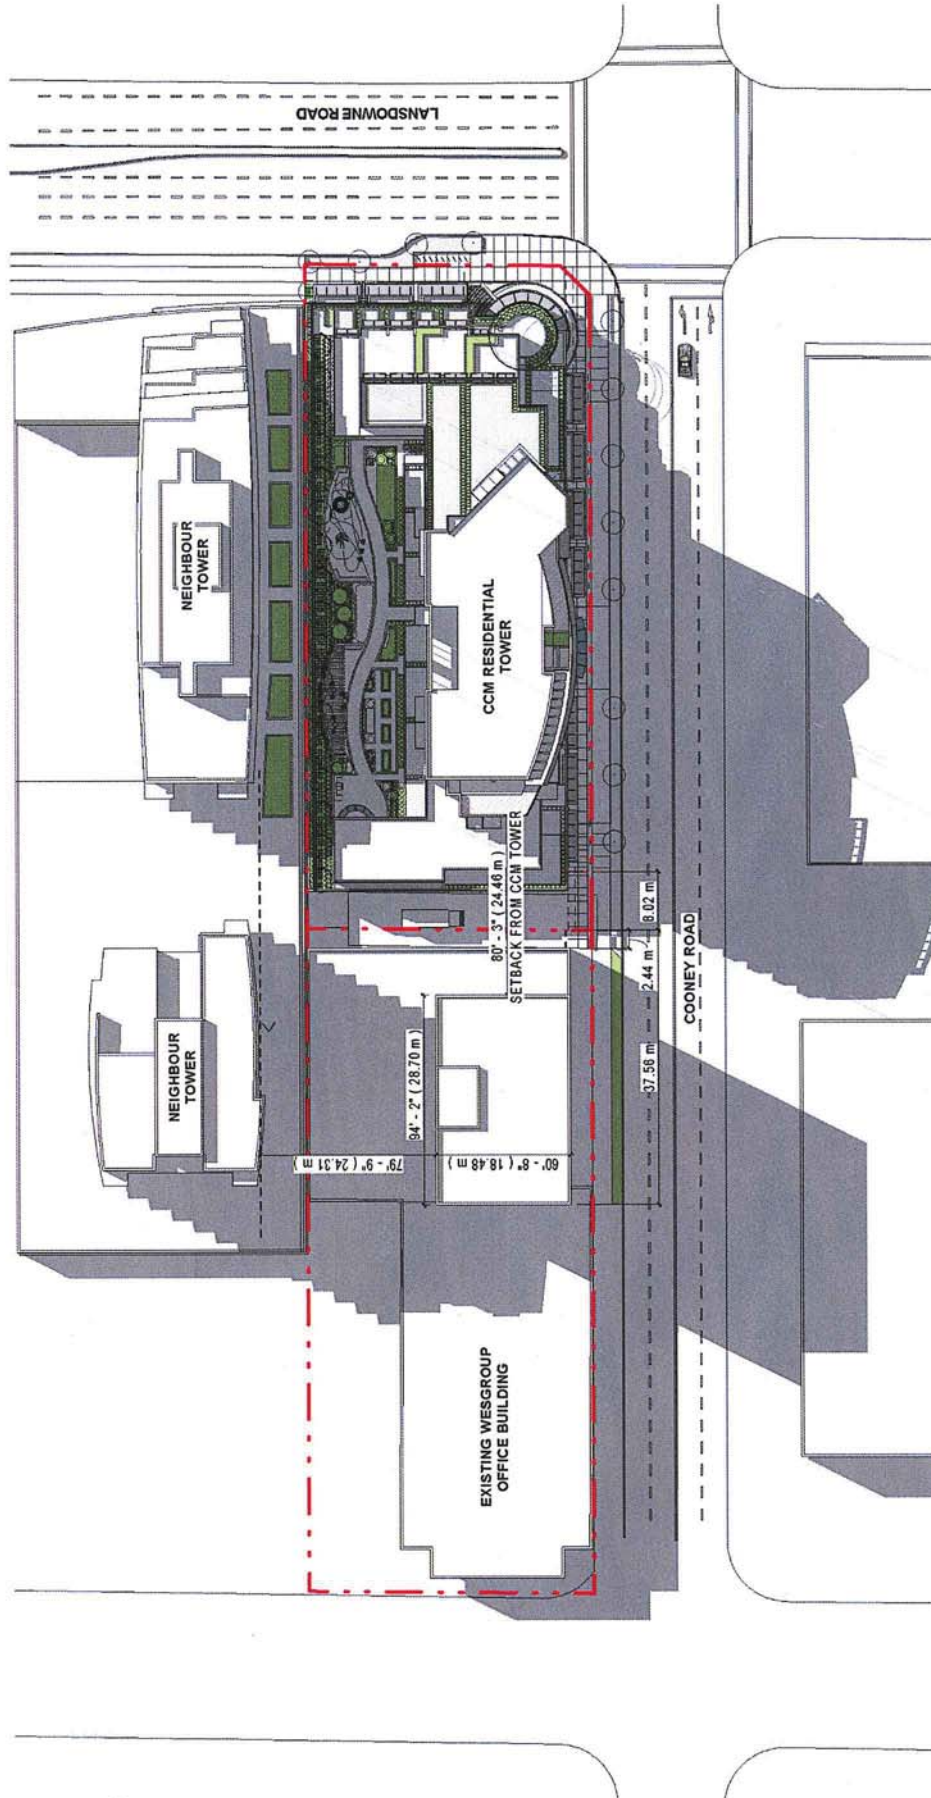 LANSDOWNE ROAD
NEIGHBOUR
TOWER
CCM RESIDENTIAL
TOWER
80' - 3" ( 24.46 m )
SETBACK FROM CCM TOWER
8.02 m
2.44 m
37.56 m
COONEY ROAD
NEIGHBOUR
TOWER
94' - 2" ( 28.70 m )
79' - 9" ( 24.31 m )
60' - 8" ( 18.48 m )
EXISTING WESGROUP
OFFICE BUILDING